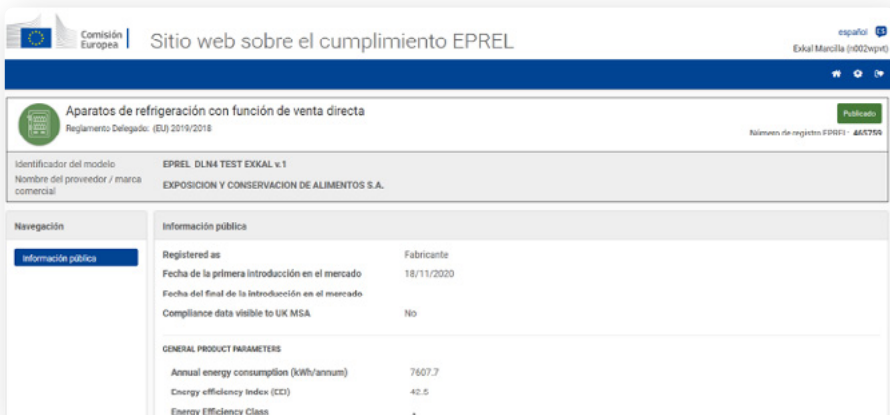 Comisión
Europea
Sitio web sobre el cumplimiento EPREL
español ES
Exkal Marcilla (n002wpvt)
Aparatos de refrigeración con función de venta directa
Reglamento Delegado: (EU) 2019/2018
Publicado
Número de registro EPREL: 465759
Identificador del modelo EPREL DLN4 TEST EXKAL v.1
Nombre del proveedor / marca
comercial
EXPOSICION Y CONSERVACION DE ALIMENTOS S.A.
Navegación
Información pública
Información pública
Registered as Fabricante
Fecha de la primera introducción en el mercado 18/11/2020
Fecha del final de la introducción en el mercado
Compliance data visible to UK MSA No
GENERAL PRODUCT PARAMETERS
Annual energy consumption (kWh/annum) 7607.7
Energy efficiency Index (EEI) 42.5
Energy Efficiency Class